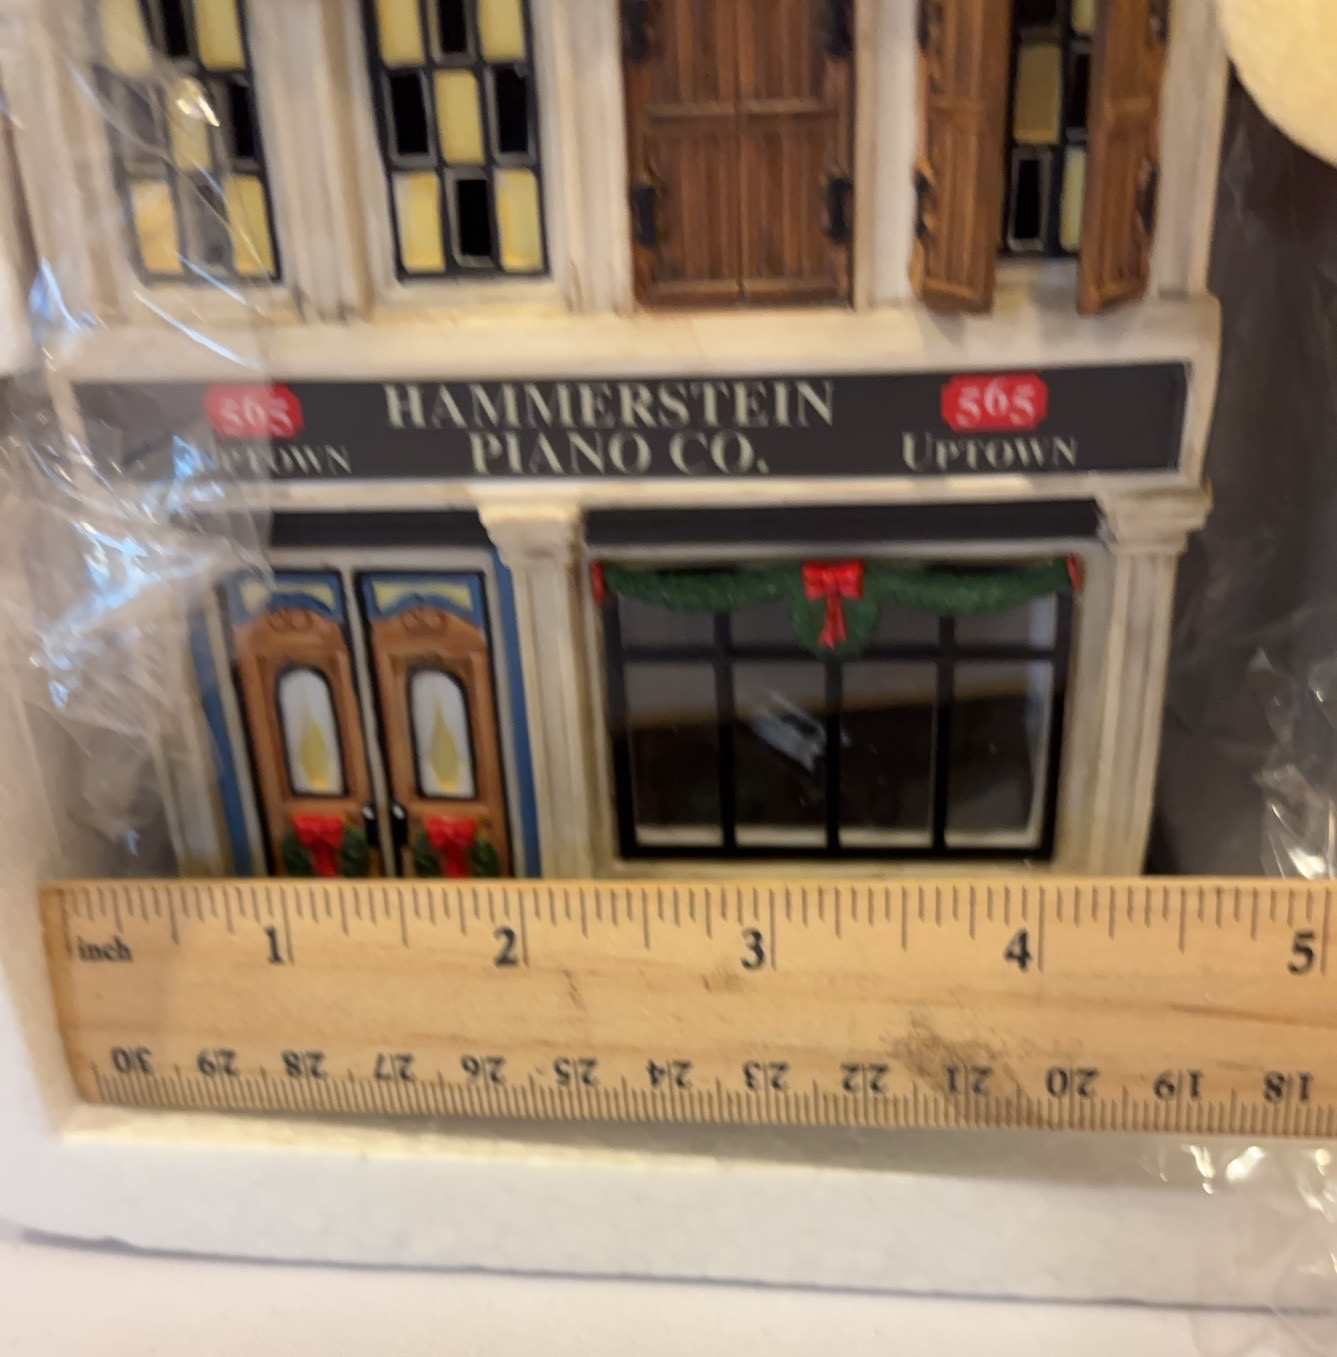 565 HAMMERSTEIN 565
UPTOWN PIANO CO. UPTOWN
inch 1 2 3 4 5
30 29 28 27 26 25 24 23 22 21 20 19 18